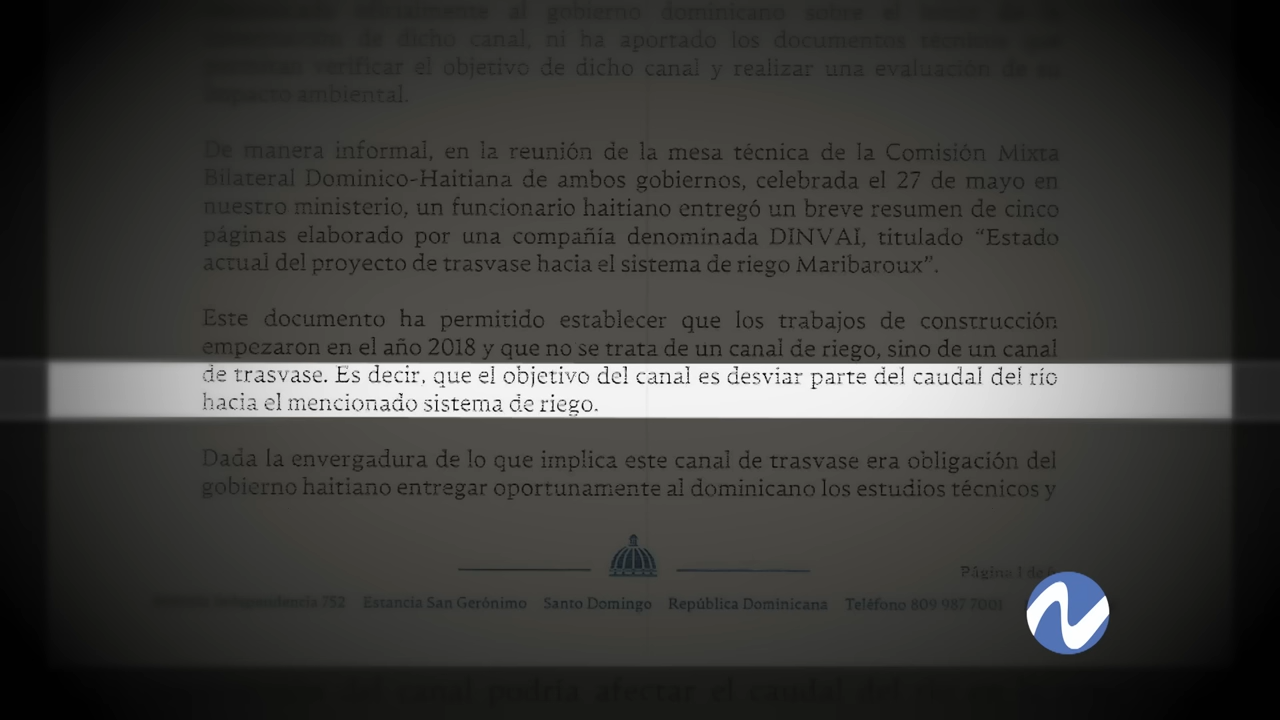 al gobierno dominicano sobre el
de dicho canal, ni ha aportado los documentos técnicos que
permitan verificar el objetivo de dicho canal y realizar una evaluación de su
impacto ambiental.
De manera informal, en la reunión de la mesa técnica de la Comisión Mixta
Bilateral Dominico-Haitiana de ambos gobiernos, celebrada el 27 de mayo en
nuestro ministerio, un funcionario haitiano entregó un breve resumen de cinco
páginas elaborado por una compañía denominada DINVAI, titulado “Estado
actual del proyecto de trasvase hacia el sistema de riego Maribaroux”.
Este documento ha permitido establecer que los trabajos de construcción
empezaron en el año 2018 y que no se trata de un canal de riego, sino de un canal
de trasvase. Es decir, que el objetivo del canal es desviar parte del caudal del río
hacia el mencionado sistema de riego.
Dada la envergadura de lo que implica este canal de trasvase era obligación del
gobierno haitiano entregar oportunamente al dominicano los estudios técnicos y
Página 1 de
Independencia 752 Estancia San Gerónimo Santo Domingo República Dominicana Teléfono 809 987 7001
del canal podría afectar el caudal del río en